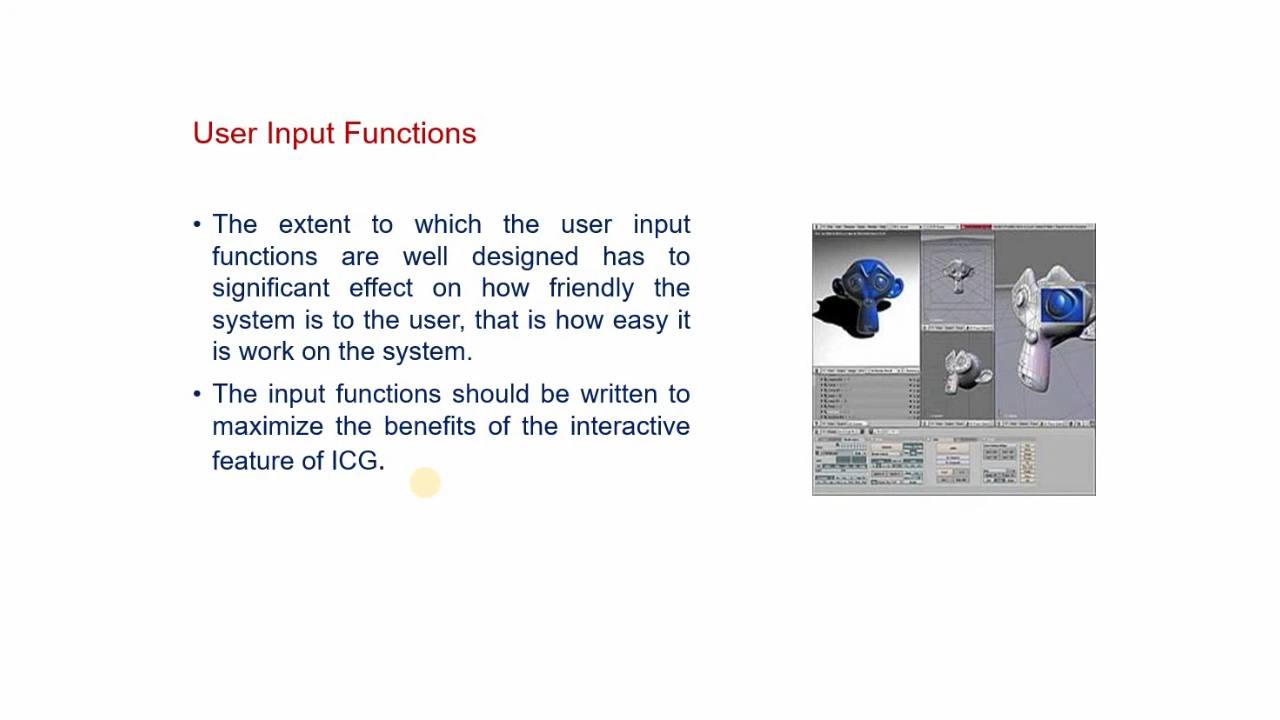 User Input Functions
• The extent to which the user input
functions are well designed has to
significant effect on how friendly the
system is to the user, that is how easy it
is work on the system.
• The input functions should be written to
maximize the benefits of the interactive
feature of ICG.